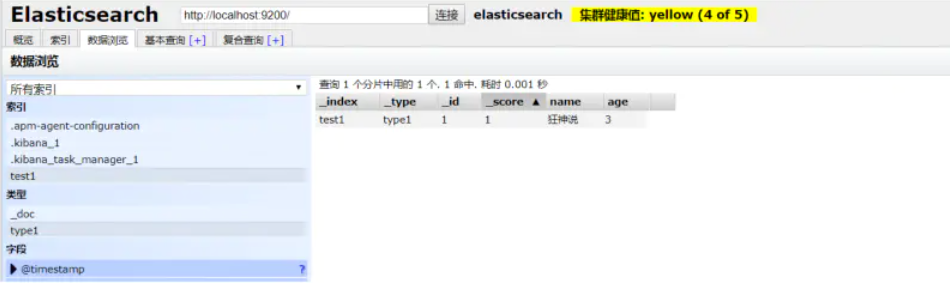 Elasticsearch http://localhost:9200/ 连接 elasticsearch 集群健康值: yellow (4 of 5)
概览 索引 数据浏览 基本查询 [+] 复合查询 [+]
数据浏览
所有索引
索引
.apm-agent-configuration
.kibana_1
.kibana_task_manager_1
test1
类型
_doc
type1
字段
@timestamp ?
查询 1 个分片中用的 1 个. 1 命中. 耗时 0.001 秒
_index _type _id _score ▲ name age
test1 type1 1 1 狂神说 3